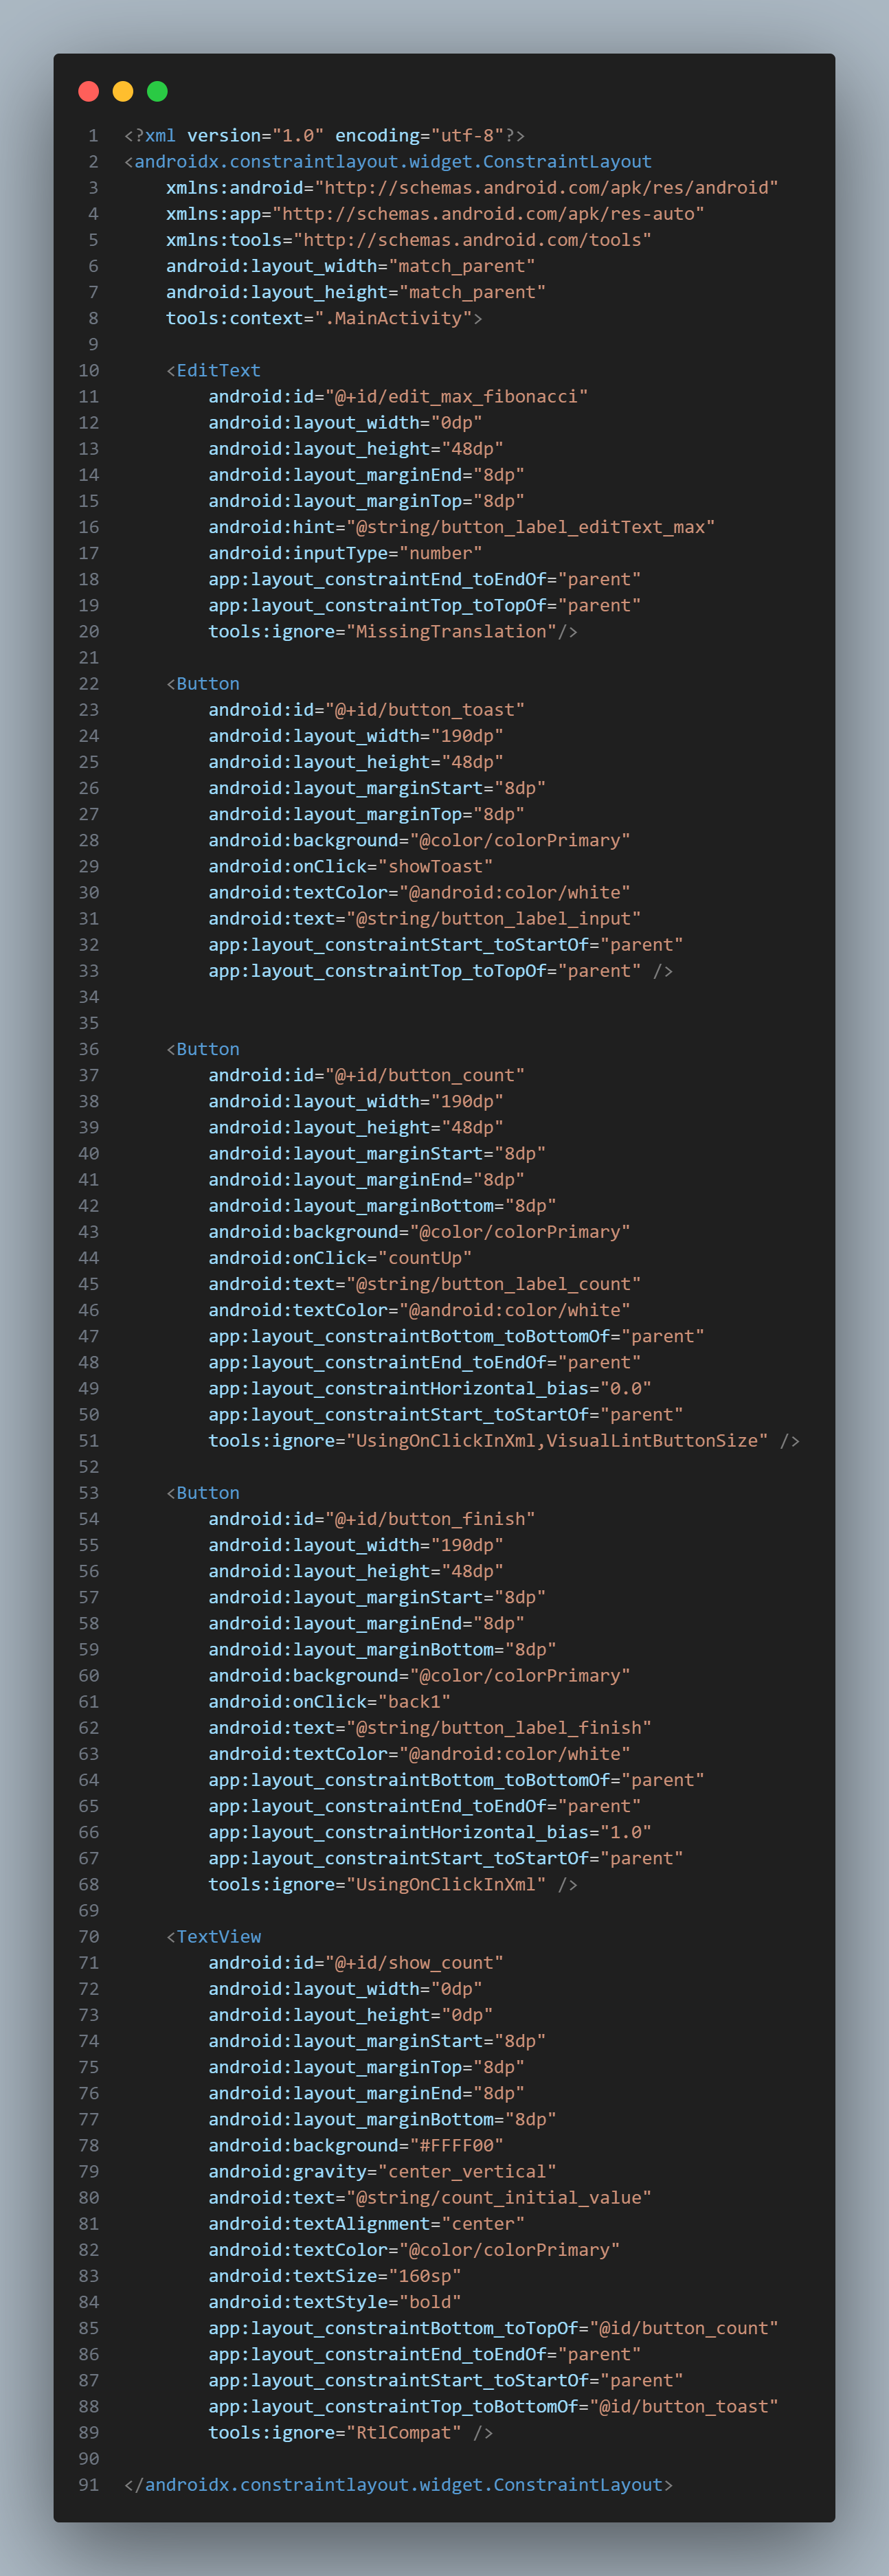 1 <?xml version="1.0" encoding="utf-8"?>
2 <androidx.constraintlayout.widget.ConstraintLayout
3 xmlns:android="http://schemas.android.com/apk/res/android"
4 xmlns:app="http://schemas.android.com/apk/res-auto"
5 xmlns:tools="http://schemas.android.com/tools"
6 android:layout_width="match_parent"
7 android:layout_height="match_parent"
8 tools:context=".MainActivity">
9
10 <EditText
11 android:id="@+id/edit_max_fibonacci"
12 android:layout_width="0dp"
13 android:layout_height="48dp"
14 android:layout_marginEnd="8dp"
15 android:layout_marginTop="8dp"
16 android:hint="@string/button_label_editText_max"
17 android:inputType="number"
18 app:layout_constraintEnd_toEndOf="parent"
19 app:layout_constraintTop_toTopOf="parent"
20 tools:ignore="MissingTranslation"/>
21
22 <Button
23 android:id="@+id/button_toast"
24 android:layout_width="190dp"
25 android:layout_height="48dp"
26 android:layout_marginStart="8dp"
27 android:layout_marginTop="8dp"
28 android:background="@color/colorPrimary"
29 android:onClick="showToast"
30 android:textColor="@android:color/white"
31 android:text="@string/button_label_input"
32 app:layout_constraintStart_toStartOf="parent"
33 app:layout_constraintTop_toTopOf="parent" />
34
35
36 <Button
37 android:id="@+id/button_count"
38 android:layout_width="190dp"
39 android:layout_height="48dp"
40 android:layout_marginStart="8dp"
41 android:layout_marginEnd="8dp"
42 android:layout_marginBottom="8dp"
43 android:background="@color/colorPrimary"
44 android:onClick="countUp"
45 android:text="@string/button_label_count"
46 android:textColor="@android:color/white"
47 app:layout_constraintBottom_toBottomOf="parent"
48 app:layout_constraintEnd_toEndOf="parent"
49 app:layout_constraintHorizontal_bias="0.0"
50 app:layout_constraintStart_toStartOf="parent"
51 tools:ignore="UsingOnClickInXml,VisualLintButtonSize" />
52
53 <Button
54 android:id="@+id/button_finish"
55 android:layout_width="190dp"
56 android:layout_height="48dp"
57 android:layout_marginStart="8dp"
58 android:layout_marginEnd="8dp"
59 android:layout_marginBottom="8dp"
60 android:background="@color/colorPrimary"
61 android:onClick="back1"
62 android:text="@string/button_label_finish"
63 android:textColor="@android:color/white"
64 app:layout_constraintBottom_toBottomOf="parent"
65 app:layout_constraintEnd_toEndOf="parent"
66 app:layout_constraintHorizontal_bias="1.0"
67 app:layout_constraintStart_toStartOf="parent"
68 tools:ignore="UsingOnClickInXml" />
69
70 <TextView
71 android:id="@+id/show_count"
72 android:layout_width="0dp"
73 android:layout_height="0dp"
74 android:layout_marginStart="8dp"
75 android:layout_marginTop="8dp"
76 android:layout_marginEnd="8dp"
77 android:layout_marginBottom="8dp"
78 android:background="#FFFF00"
79 android:gravity="center_vertical"
80 android:text="@string/count_initial_value"
81 android:textAlignment="center"
82 android:textColor="@color/colorPrimary"
83 android:textSize="160sp"
84 android:textStyle="bold"
85 app:layout_constraintBottom_toTopOf="@id/button_count"
86 app:layout_constraintEnd_toEndOf="parent"
87 app:layout_constraintStart_toStartOf="parent"
88 app:layout_constraintTop_toBottomOf="@id/button_toast"
89 tools:ignore="RtlCompat" />
90
91 </androidx.constraintlayout.widget.ConstraintLayout>